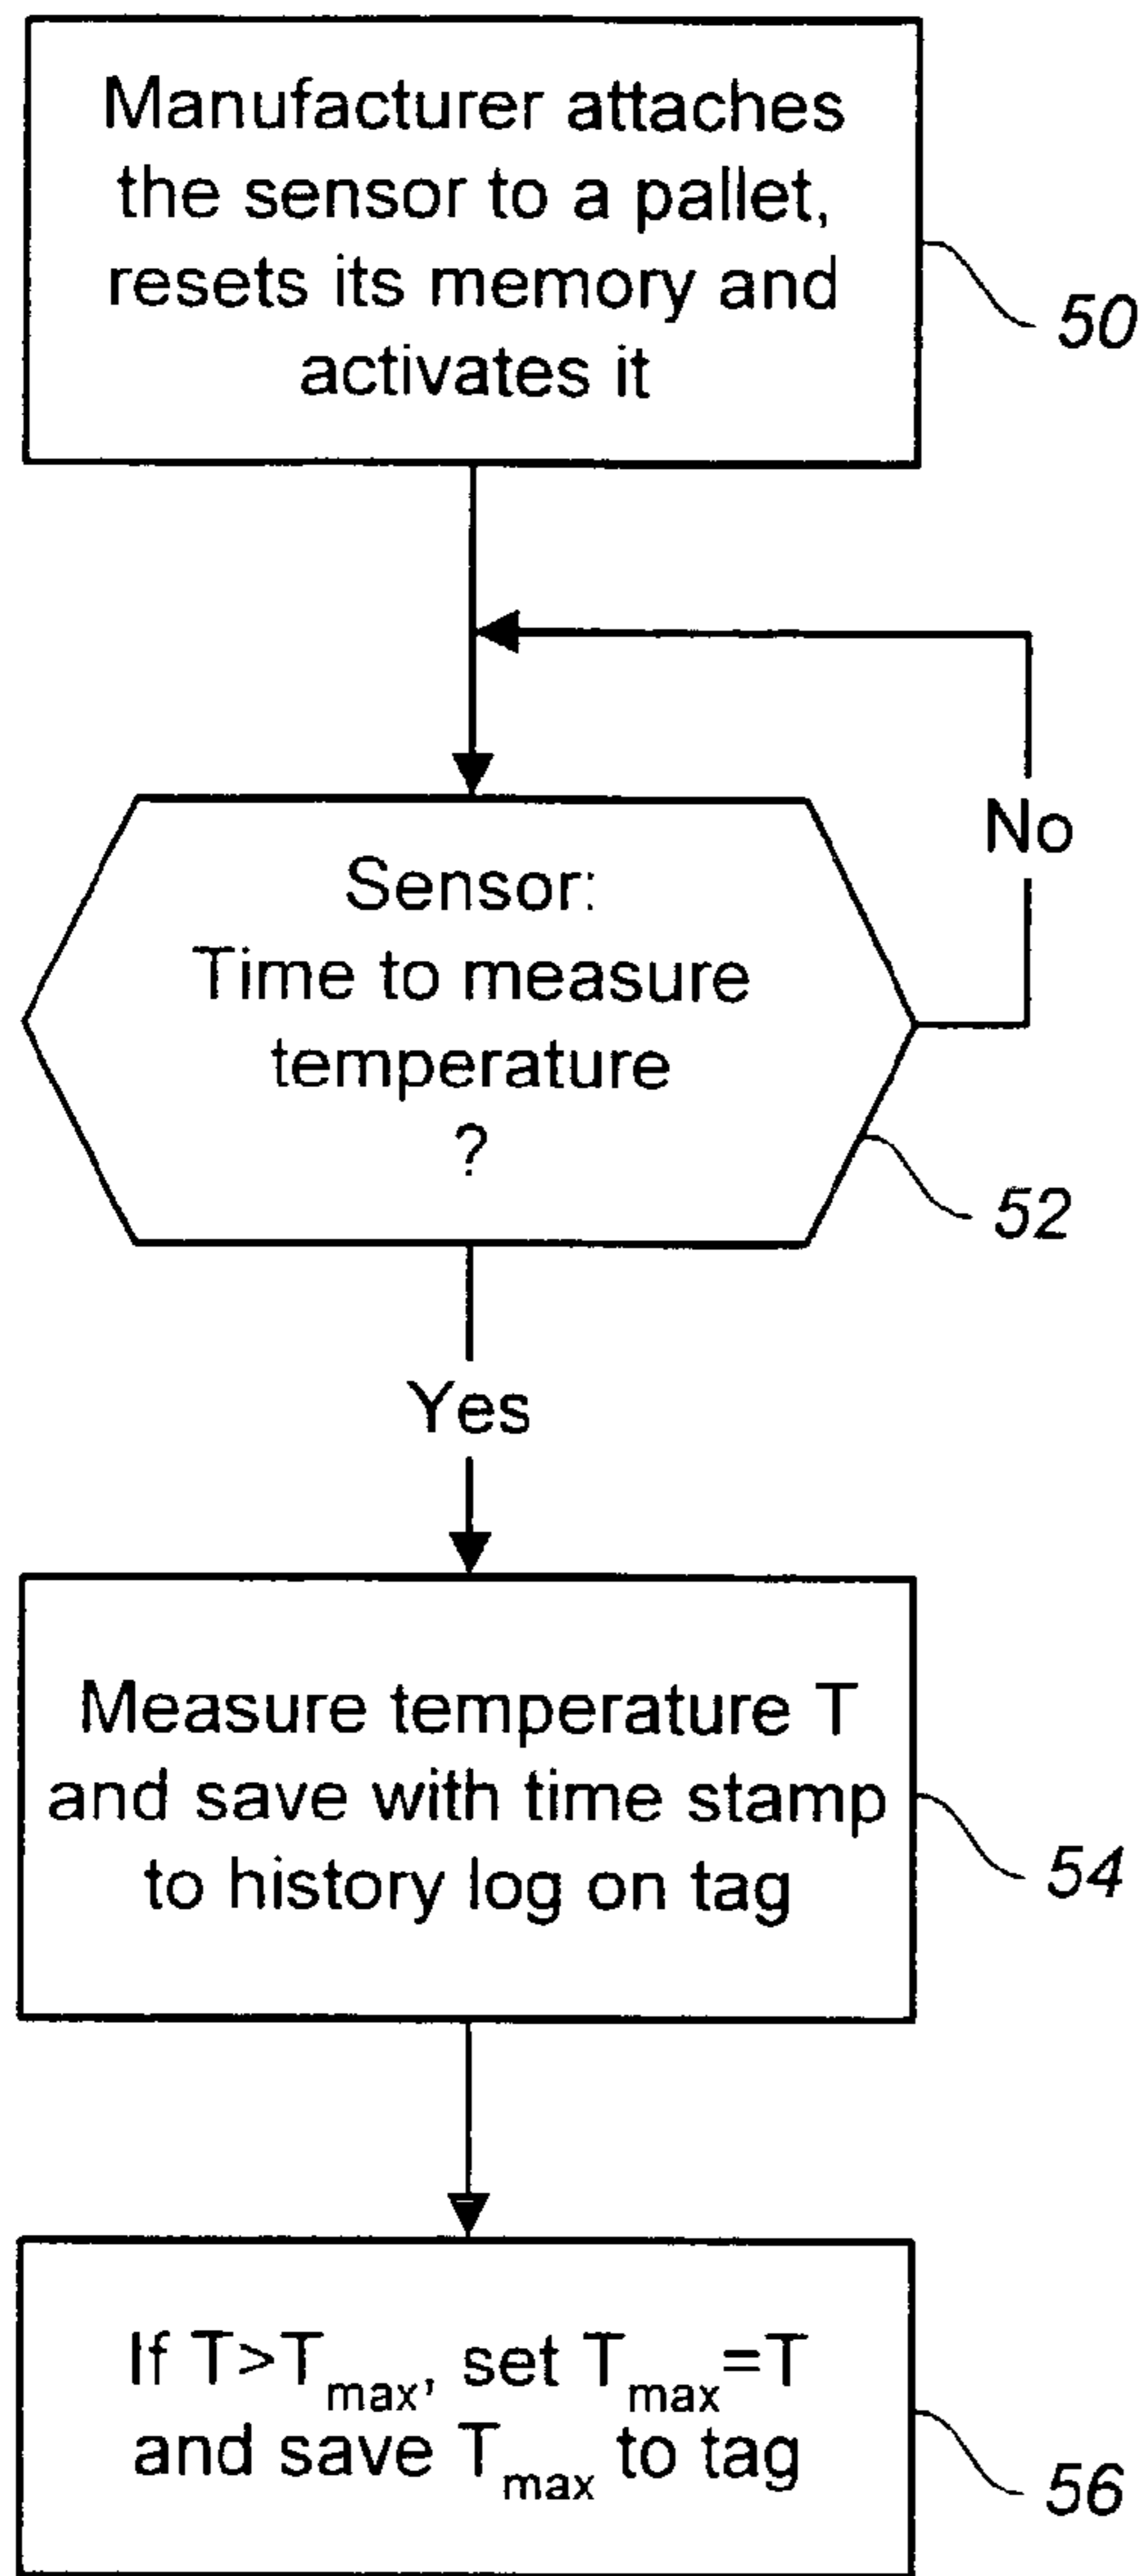 Manufacturer attaches
the sensor to a pallet,
resets its memory and
activates it
50
No
Sensor:
Time to measure
temperature
?
52
Yes
Measure temperature T
and save with time stamp
to history log on tag
54
If T>Tmax, set Tmax=T
and save Tmax to tag
56